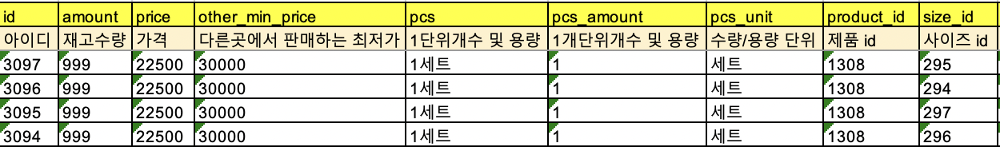 id amount price other_min_price pcs pcs_amount pcs_unit product_id size_id
아이디 재고수량 가격 다른곳에서 판매하는 최저가 1단위개수 및 용량 1개단위개수 및 용량 수량/용량 단위 제품 id 사이즈 id
3097 999 22500 30000 1세트 1 세트 1308 295
3096 999 22500 30000 1세트 1 세트 1308 294
3095 999 22500 30000 1세트 1 세트 1308 297
3094 999 22500 30000 1세트 1 세트 1308 296